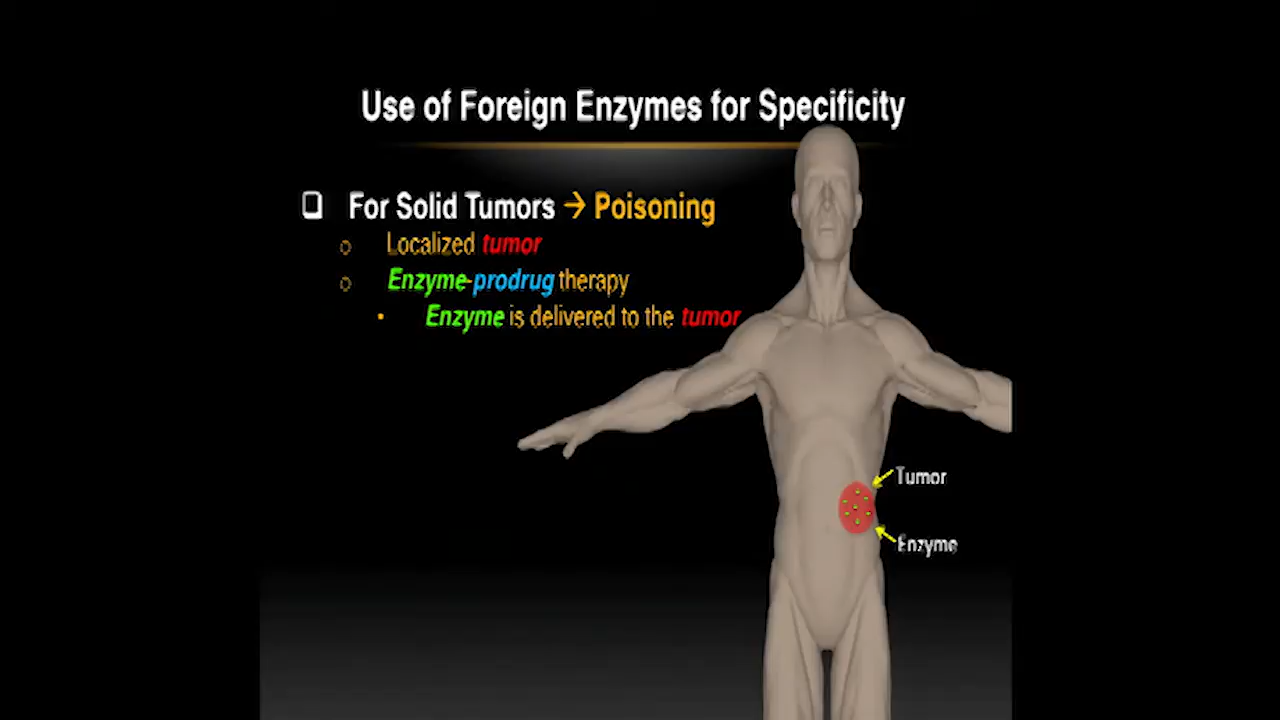 Use of Foreign Enzymes for Specificity
❑ For Solid Tumors → Poisoning
o Localized tumor
o Enzyme-prodrug therapy
• Enzyme is delivered to the tumor
Tumor
Enzyme